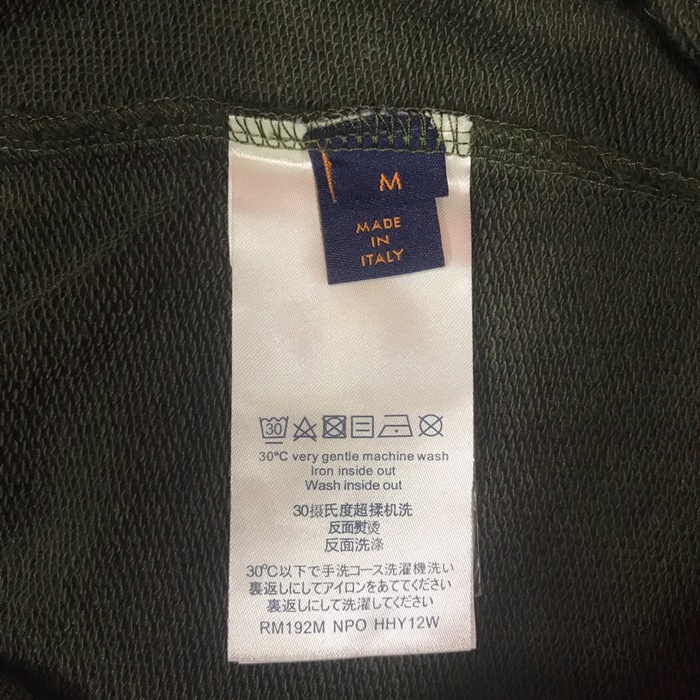 M
MADE
IN
ITALY
30
30°C very gentle machine wash
Iron inside out
Wash inside out
30摄氏度超揉机洗
反面熨烫
反面洗涤
30℃以下で手洗コース洗濯機洗い
裏返しにしてアイロンをあててください
裏返しにして洗濯してください
RM192M NPO HHY12W